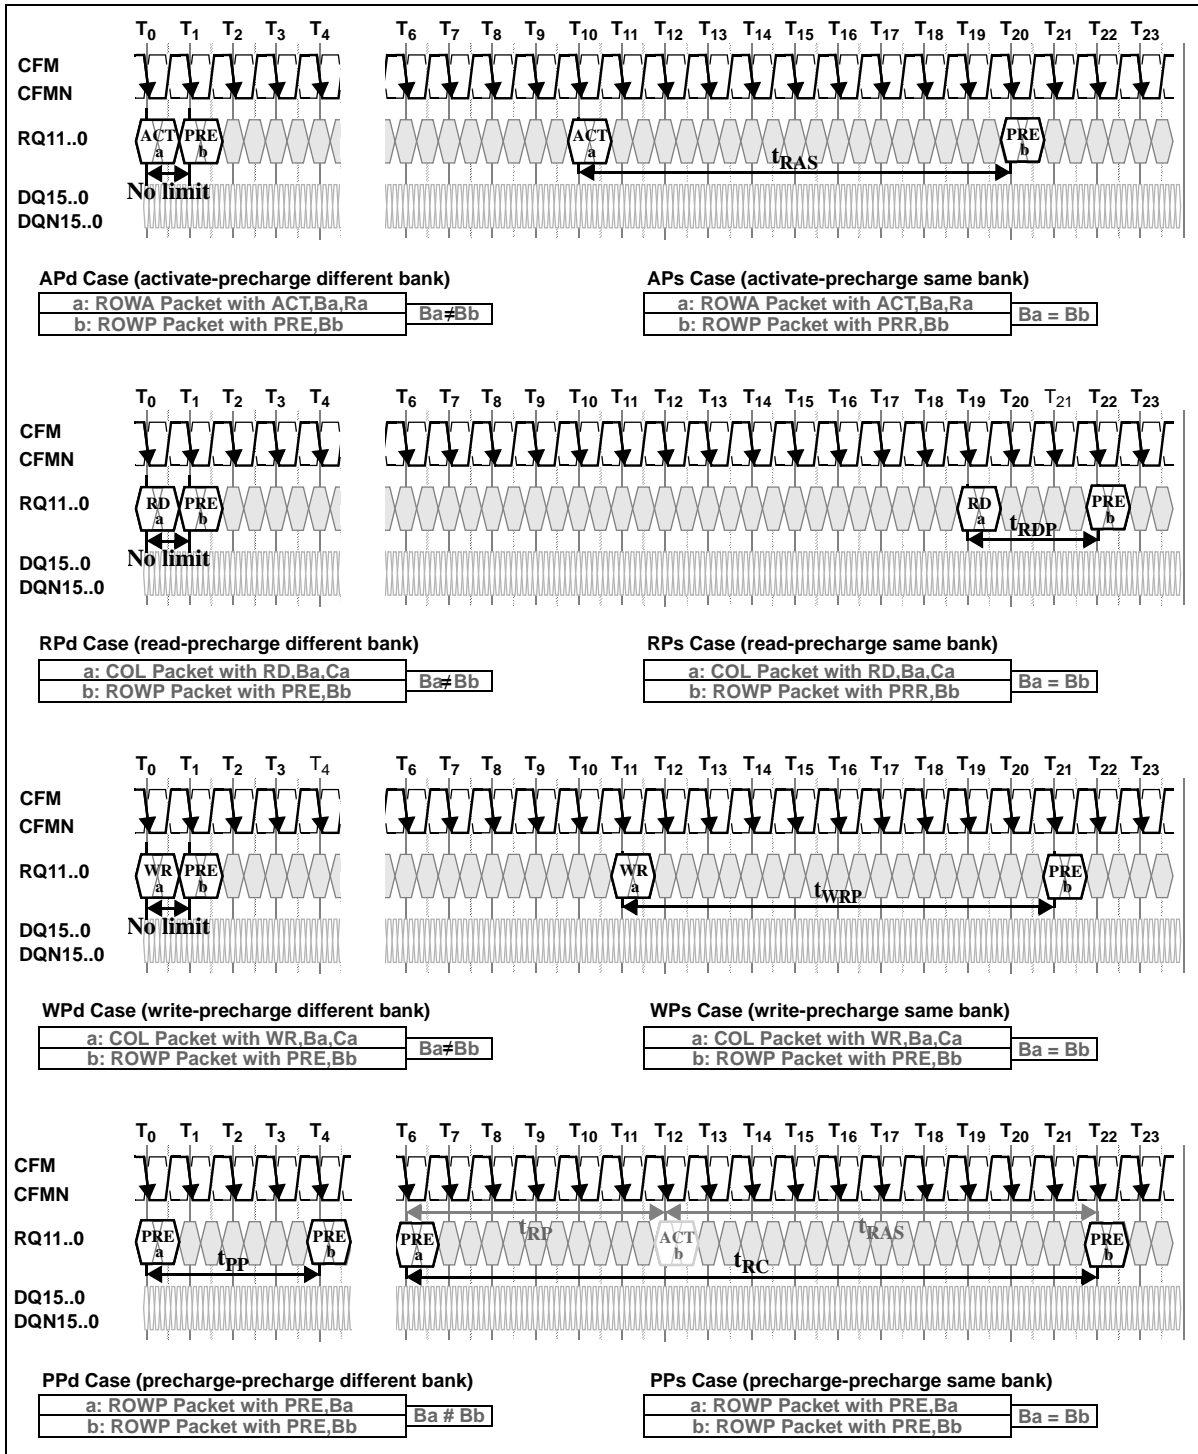 T0 T1 T2 T3 T4 T6 T7 T8 T9 T10 T11 T12 T13 T14 T15 T16 T17 T18 T19 T20 T21 T22 T23
CFM
CFMN
RQ11..0 ACT a PRE b ACT a PRE b
No limit tRAS
DQ15..0
DQN15..0
APd Case (activate-precharge different bank) APs Case (activate-precharge same bank)
a: ROWA Packet with ACT,Ba,Ra Ba≠Bb a: ROWA Packet with ACT,Ba,Ra Ba = Bb
b: ROWP Packet with PRE,Bb b: ROWP Packet with PRR,Bb
T0 T1 T2 T3 T4 T6 T7 T8 T9 T10 T11 T12 T13 T14 T15 T16 T17 T18 T19 T20 T21 T22 T23
CFM
CFMN
RQ11..0 RD a PRE b RD a PRE b
No limit tRDP
DQ15..0
DQN15..0
RPd Case (read-precharge different bank) RPs Case (read-precharge same bank)
a: COL Packet with RD,Ba,Ca Ba≠Bb a: COL Packet with RD,Ba,Ca Ba = Bb
b: ROWP Packet with PRE,Bb b: ROWP Packet with PRR,Bb
T0 T1 T2 T3 T4 T6 T7 T8 T9 T10 T11 T12 T13 T14 T15 T16 T17 T18 T19 T20 T21 T22 T23
CFM
CFMN
RQ11..0 WR a PRE b WR a PRE b
No limit tWRP
DQ15..0
DQN15..0
WPd Case (write-precharge different bank) WPs Case (write-precharge same bank)
a: COL Packet with WR,Ba,Ca Ba≠Bb a: COL Packet with WR,Ba,Ca Ba = Bb
b: ROWP Packet with PRE,Bb b: ROWP Packet with PRE,Bb
T0 T1 T2 T3 T4 T6 T7 T8 T9 T10 T11 T12 T13 T14 T15 T16 T17 T18 T19 T20 T21 T22 T23
CFM
CFMN
tRP tRAS
RQ11..0 PRE a PRE b PRE a ACT b PRE b
tPP tRC
DQ15..0
DQN15..0
PPd Case (precharge-precharge different bank) PPs Case (precharge-precharge same bank)
a: ROWP Packet with PRE,Ba Ba # Bb a: ROWP Packet with PRE,Ba Ba = Bb
b: ROWP Packet with PRE,Bb b: ROWP Packet with PRE,Bb